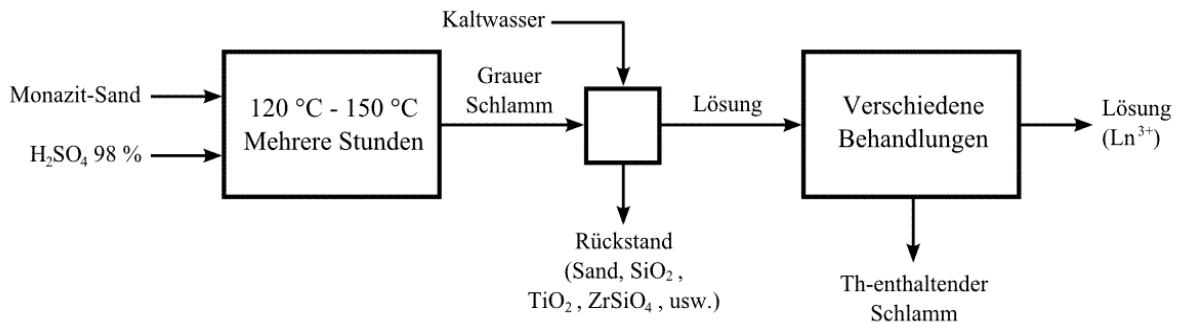 Kaltwasser
Monazit-Sand
H₂SO₄ 98 %
120 °C - 150 °C
Mehrere Stunden
Grauer
Schlamm
Lösung
Verschiedene
Behandlungen
Lösung
(Ln³⁺)
Rückstand
(Sand, SiO₂ ,
TiO₂ , ZrSiO₄ , usw.)
Th-enthaltender
Schlamm